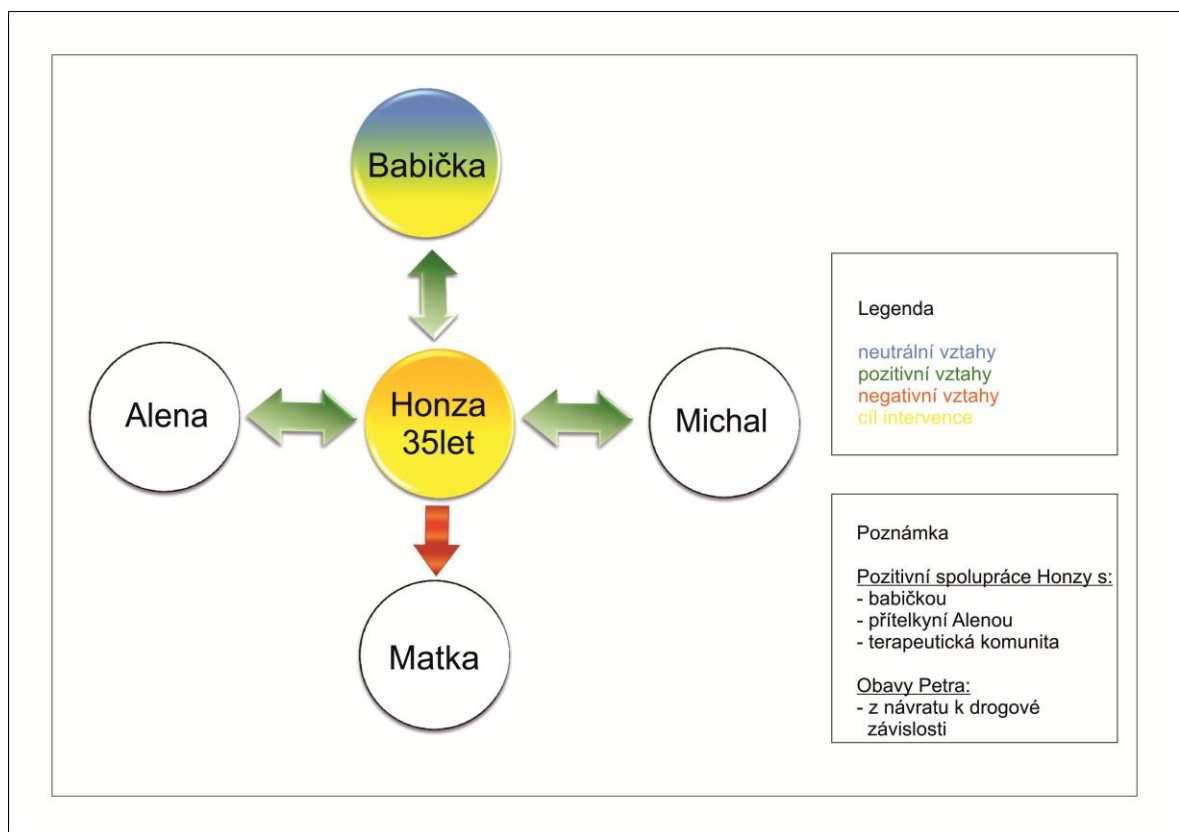 Babička
Alena
Honza
35let
Michal
Matka
Legenda
neutrální vztahy
pozitivní vztahy
negativní vztahy
cíl intervence
Poznámka
Pozitivní spolupráce Honzy s:
- babičkou
- přítelkyní Alenou
- terapeutická komunita
Obavy Petra:
- z návratu k drogové
závislosti